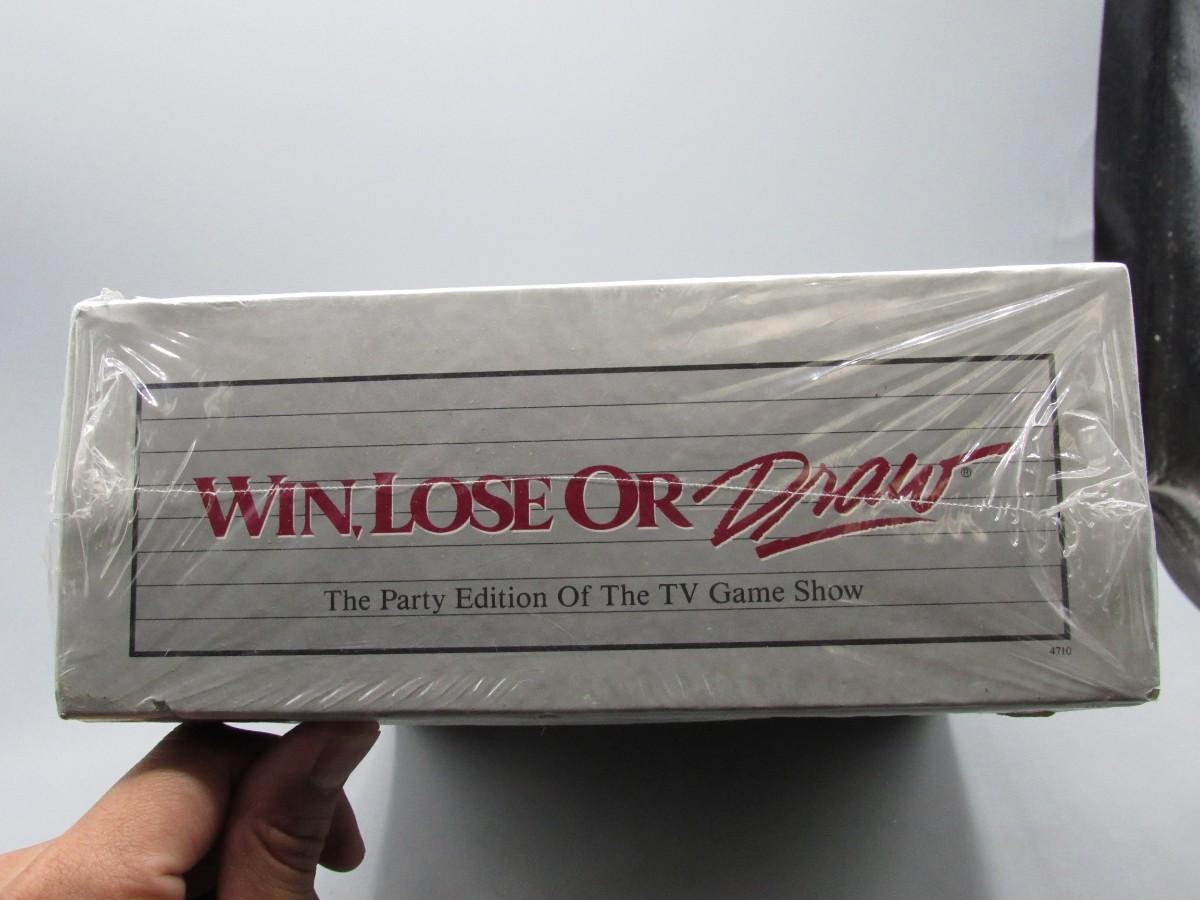 WIN, LOSE OR Draw ®
The Party Edition Of The TV Game Show
4710